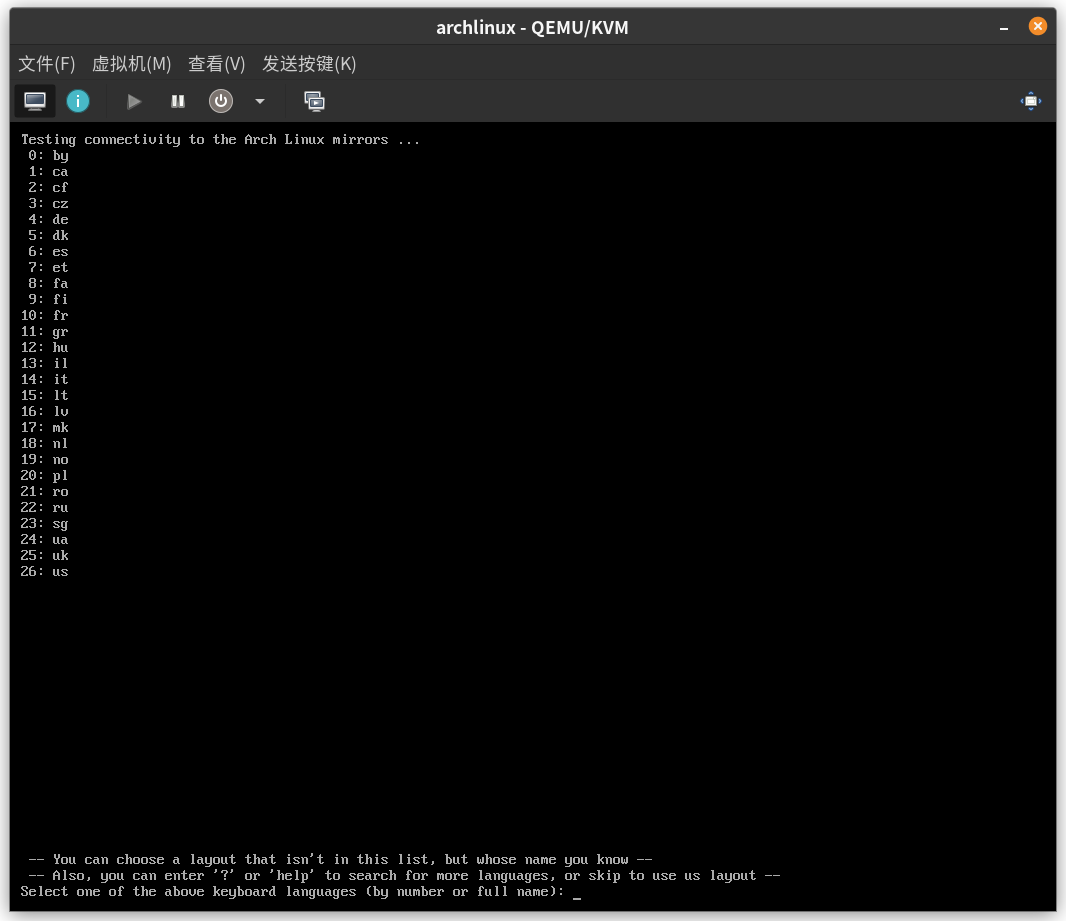 archlinux - QEMU/KVM
文件(F) 虚拟机(M) 查看(V) 发送按键(K)
Testing connectivity to the Arch Linux mirrors ...
0: by
1: ca
2: cf
3: cz
4: de
5: dk
6: es
7: et
8: fa
9: fi
10: fr
11: gr
12: hu
13: il
14: it
15: lt
16: lv
17: mk
18: nl
19: no
20: pl
21: ro
22: ru
23: sg
24: ua
25: uk
26: us
-- You can choose a layout that isn't in this list, but whose name you know --
-- Also, you can enter '?' or 'help' to search for more languages, or skip to use us layout --
Select one of the above keyboard languages (by number or full name): _